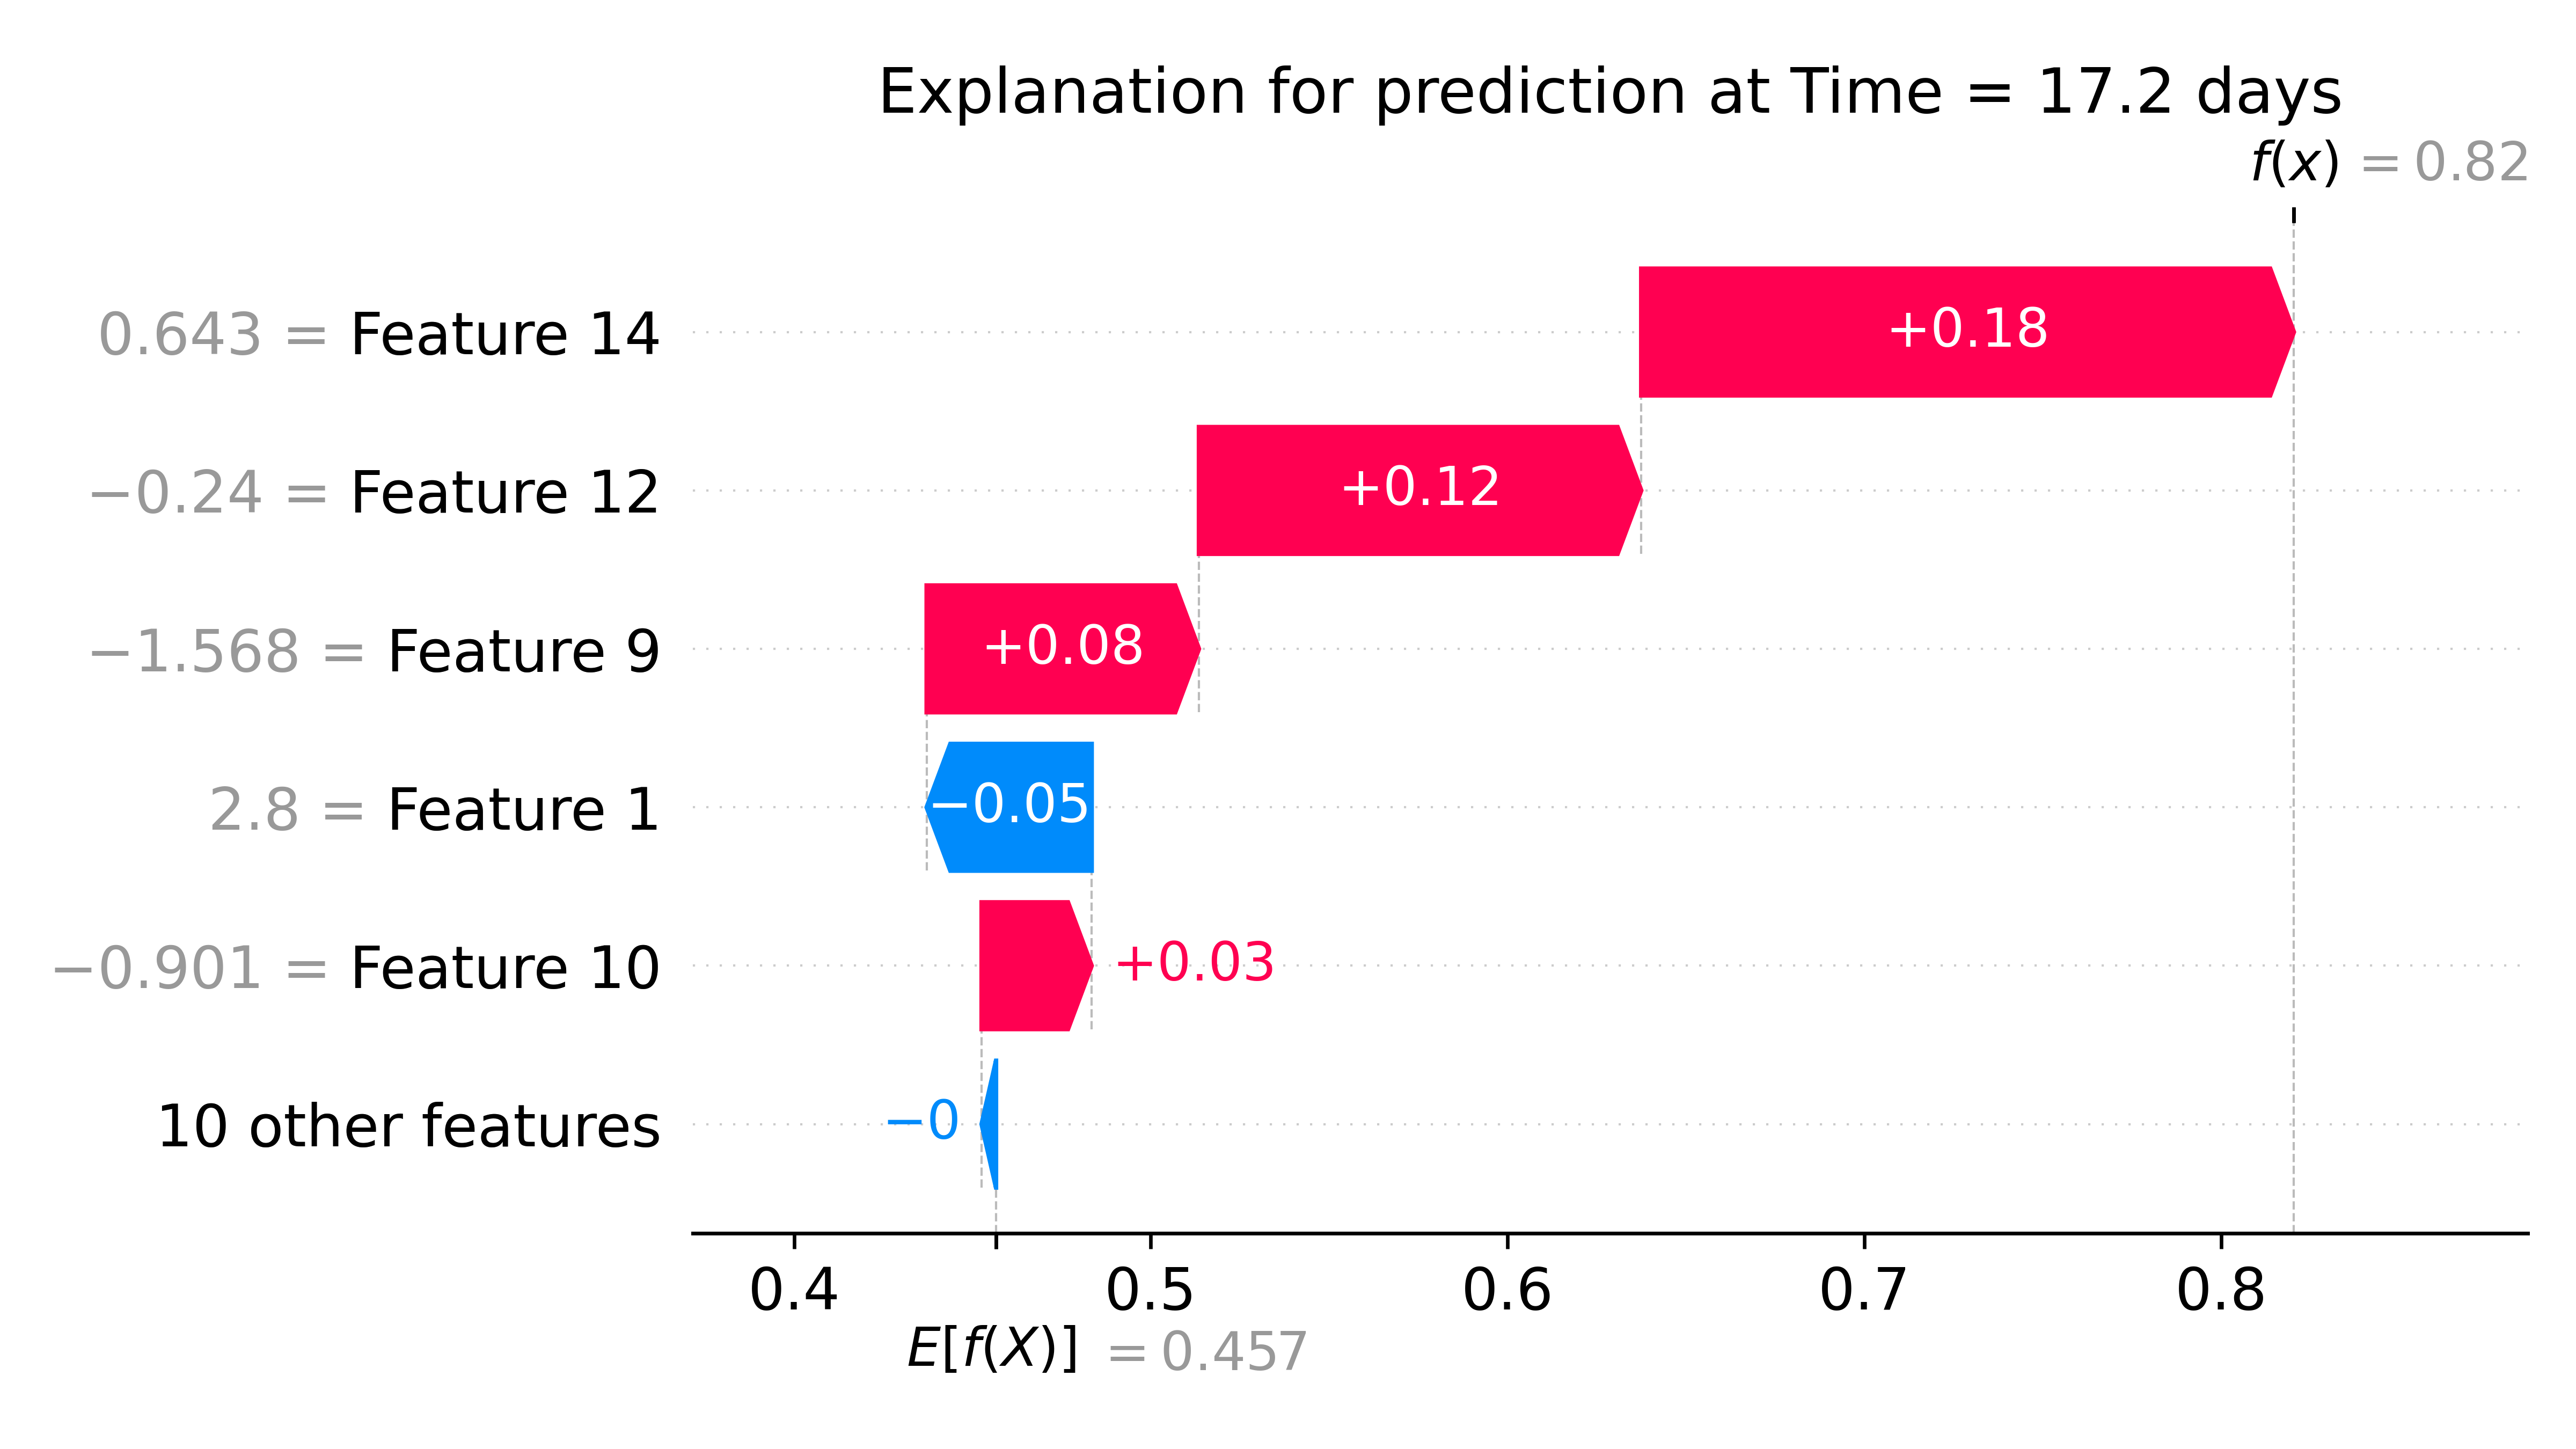 Explanation for prediction at Time = 17.2 days
f(x) = 0.82
0.643 = Feature 14
+0.18
−0.24 = Feature 12
+0.12
−1.568 = Feature 9
+0.08
2.8 = Feature 1
−0.05
−0.901 = Feature 10
+0.03
10 other features
−0
0.4 0.5 0.6 0.7 0.8
E[f(X)] = 0.457